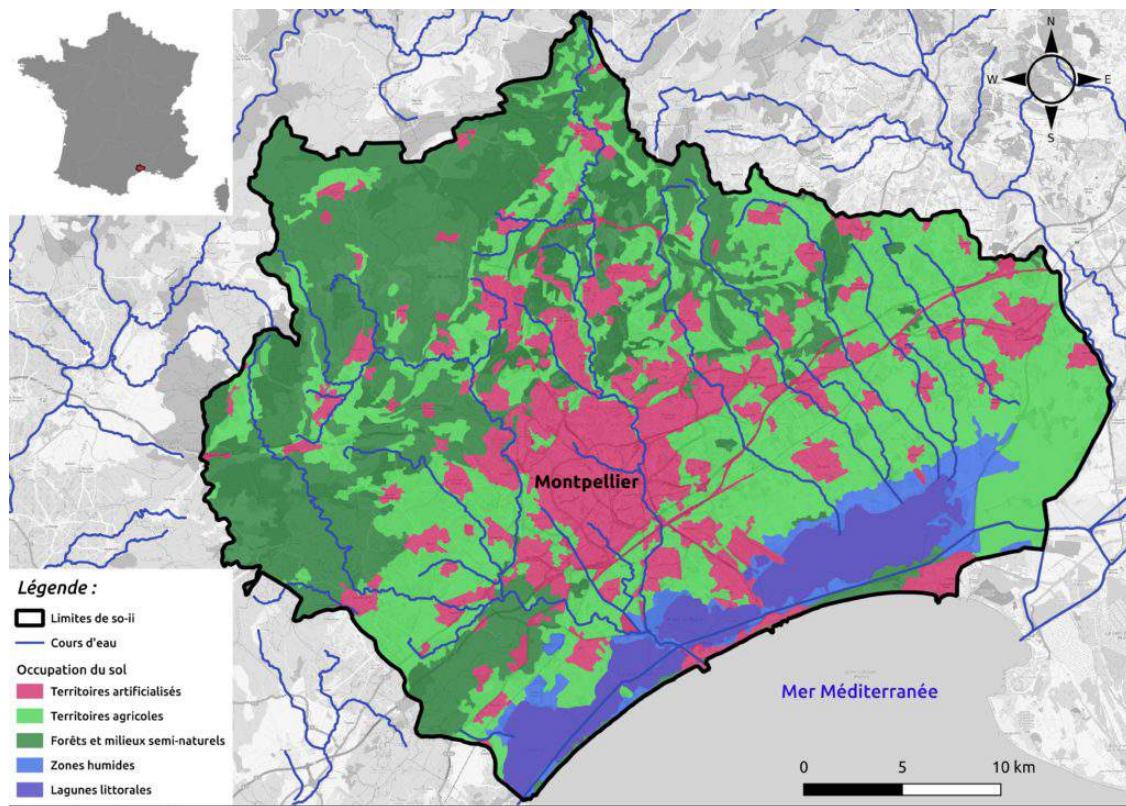 N
W
E
S
Montpellier
Mer Méditerranée
Légende :
Limites de so-ii
Cours d'eau
Occupation du sol
Territoires artificialisés
Territoires agricoles
Forêts et milieux semi-naturels
Zones humides
Lagunes littorales
0 5 10 km